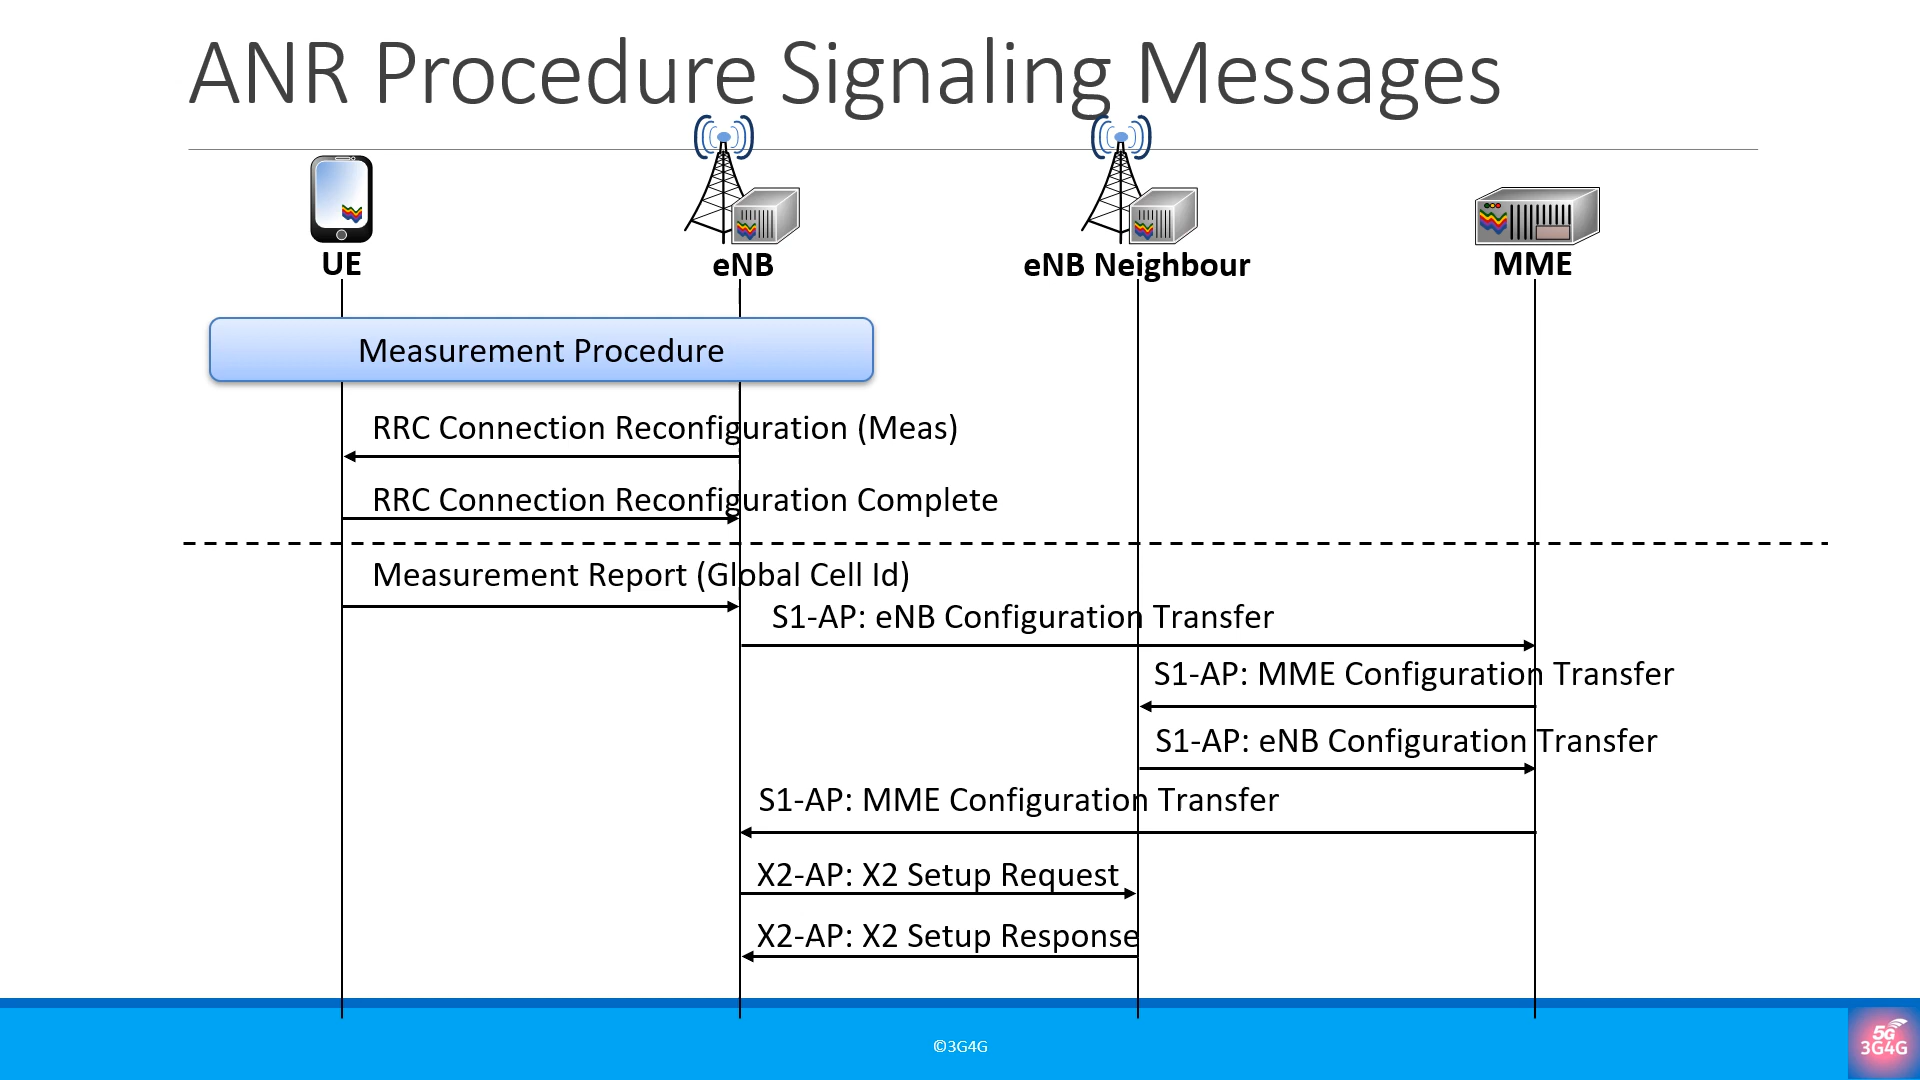 ANR Procedure Signaling Messages
UE
eNB
eNB Neighbour
MME
Measurement Procedure
RRC Connection Reconfiguration (Meas)
RRC Connection Reconfiguration Complete
Measurement Report (Global Cell Id)
S1-AP: eNB Configuration Transfer
S1-AP: MME Configuration Transfer
S1-AP: eNB Configuration Transfer
S1-AP: MME Configuration Transfer
X2-AP: X2 Setup Request
X2-AP: X2 Setup Response
©3G4G
5G
3G4G